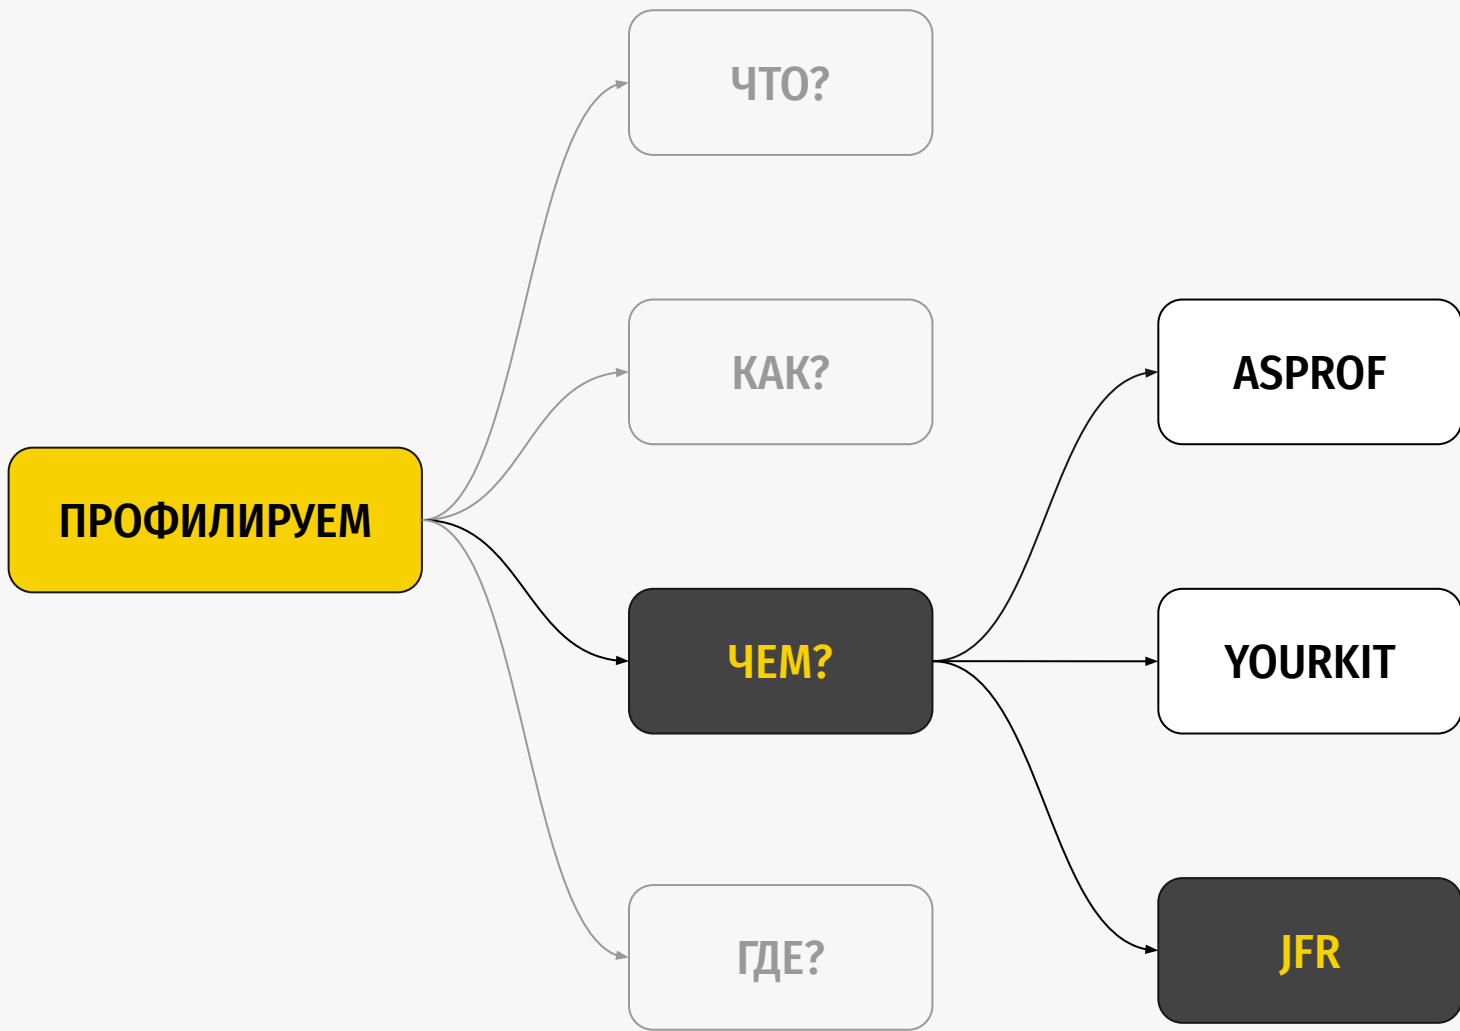 ЧТО?
КАК?
ASPROF
ПРОФИЛИРУЕМ
ЧЕМ?
YOURKIT
ГДЕ?
JFR